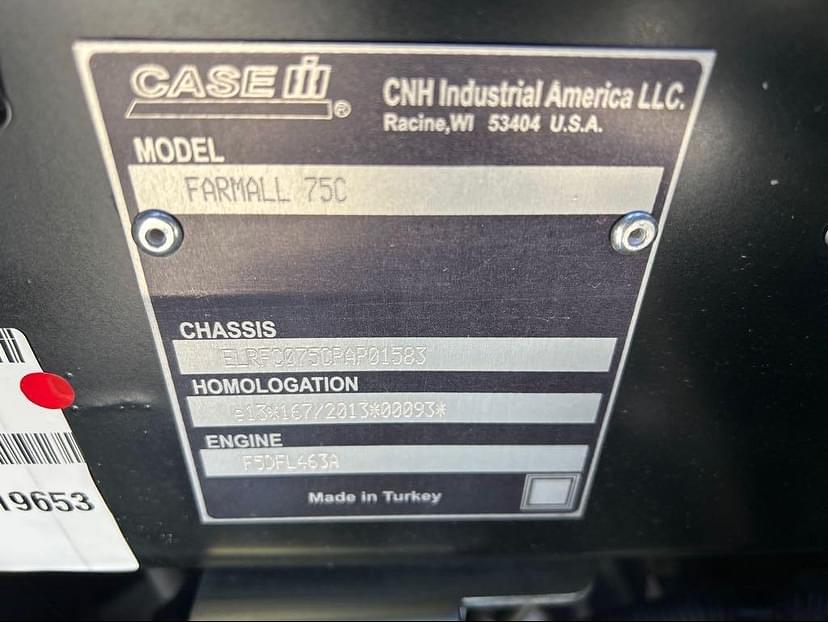 CASE IH ®
CNH Industrial America LLC.
Racine, WI 53404 U.S.A.
MODEL
FARMALL 75C
CHASSIS
ELRFC075CPAP01583
HOMOLOGATION
e13*167/2013*00093*
ENGINE
F5DFL463A
Made in Turkey
19653